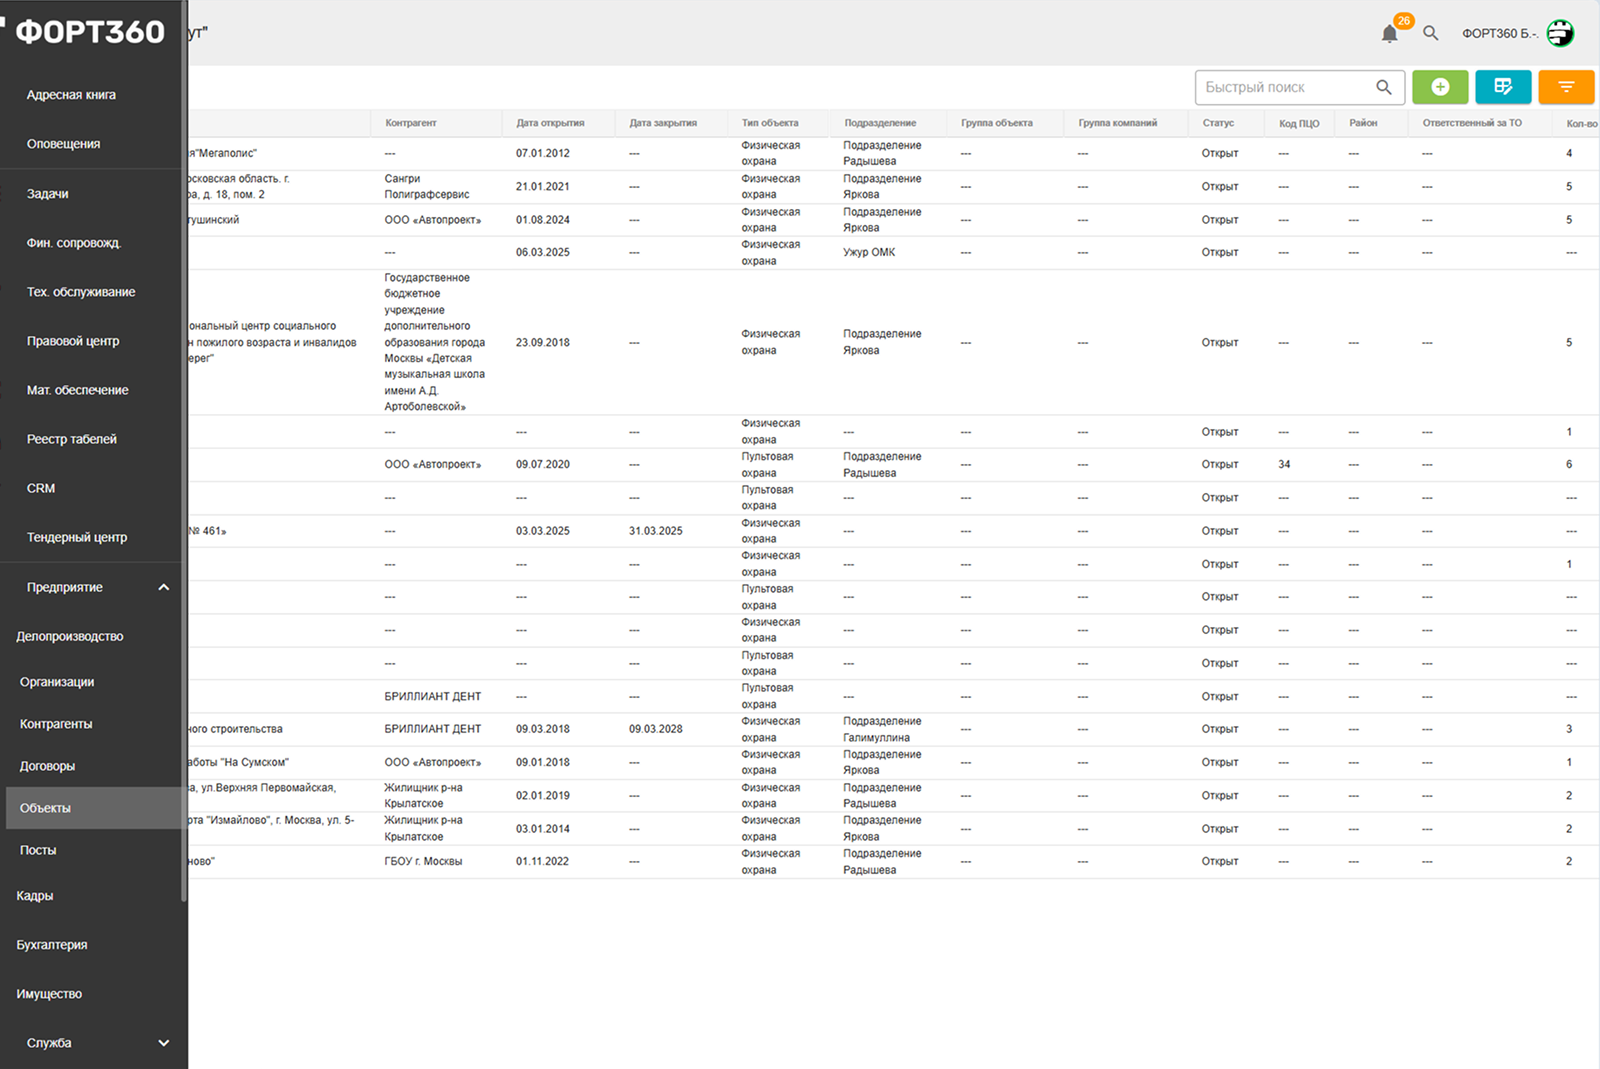 ФОРТ360
ут"
26
ФОРТ360 Б.-.
Быстрый поиск
Адресная книга
Оповещения
Задачи
Фин. сопровожд.
Тех. обслуживание
Правовой центр
Мат. обеспечение
Реестр табелей
CRM
Тендерный центр
Предприятие
Делопроизводство
Организации
Контрагенты
Договоры
Объекты
Посты
Кадры
Бухгалтерия
Имущество
Служба
Контрагент Дата открытия Дата закрытия Тип объекта Подразделение Группа объекта Группа компаний Статус Код ПЦО Район Ответственный за ТО Кол-во
я"Мегаполис" --- 07.01.2012 --- Физическая охрана Подразделение Радышева --- --- Открыт --- --- --- 4
осковская область. г.
ра, д. 18, пом. 2 Сангри Полиграфсервис 21.01.2021 --- Физическая охрана Подразделение Яркова --- --- Открыт --- --- --- 5
тушинский ООО «Автопроект» 01.08.2024 --- Физическая охрана Подразделение Яркова --- --- Открыт --- --- --- 5
--- 06.03.2025 --- Физическая охрана Ужур ОМК --- --- Открыт --- --- --- ---
ональный центр социального
н пожилого возраста и инвалидов
ерег"
Государственное
бюджетное
учреждение
дополнительного
образования города
Москвы «Детская
музыкальная школа
имени А.Д.
Артоболевской»
23.09.2018 --- Физическая охрана Подразделение Яркова --- --- Открыт --- --- --- 5
--- --- --- Физическая охрана --- --- --- Открыт --- --- --- 1
ООО «Автопроект» 09.07.2020 --- Пультовая охрана Подразделение Радышева --- --- Открыт 34 --- --- 6
--- --- --- Пультовая охрана --- --- --- Открыт --- --- --- ---
№ 461» --- 03.03.2025 31.03.2025 Физическая охрана --- --- --- Открыт --- --- --- ---
--- --- --- Физическая охрана --- --- --- Открыт --- --- --- 1
--- --- --- Пультовая охрана --- --- --- Открыт --- --- --- ---
--- --- --- Физическая охрана --- --- --- Открыт --- --- --- ---
--- --- --- Пультовая охрана --- --- --- Открыт --- --- --- ---
БРИЛЛИАНТ ДЕНТ --- --- Пультовая охрана --- --- --- Открыт --- --- --- ---
ного строительства БРИЛЛИАНТ ДЕНТ 09.03.2018 09.03.2028 Физическая охрана Подразделение Галимуллина --- --- Открыт --- --- --- 3
аботы "На Сумском" ООО «Автопроект» 09.01.2018 --- Физическая охрана Подразделение Яркова --- --- Открыт --- --- --- 1
ва, ул.Верхняя Первомайская, Жилищник р-на Крылатское 02.01.2019 --- Физическая охрана Подразделение Радышева --- --- Открыт --- --- --- 2
рта "Измайлово", г. Москва, ул. 5- Жилищник р-на Крылатское 03.01.2014 --- Физическая охрана Подразделение Яркова --- --- Открыт --- --- --- 2
ново" ГБОУ г. Москвы 01.11.2022 --- Физическая охрана Подразделение Радышева --- --- Открыт --- --- --- 2